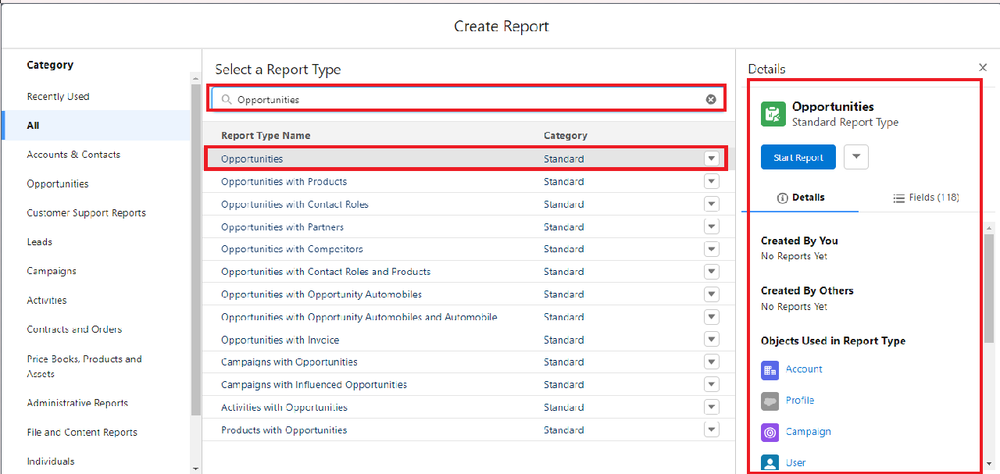 Create Report
Category
Recently Used
All
Accounts & Contacts
Opportunities
Customer Support Reports
Leads
Campaigns
Activities
Contracts and Orders
Price Books, Products and
Assets
Administrative Reports
File and Content Reports
Individuals
Select a Report Type
Opportunities
Report Type Name Category
Opportunities Standard
Opportunities with Products Standard
Opportunities with Contact Roles Standard
Opportunities with Partners Standard
Opportunities with Competitors Standard
Opportunities with Contact Roles and Products Standard
Opportunities with Opportunity Automobiles Standard
Opportunities with Opportunity Automobiles and Automobile Standard
Opportunities with Invoice Standard
Campaigns with Opportunities Standard
Campaigns with Influenced Opportunities Standard
Activities with Opportunities Standard
Products with Opportunities Standard
Details
Opportunities
Standard Report Type
Start Report
Details Fields (118)
Created By You
No Reports Yet
Created By Others
No Reports Yet
Objects Used in Report Type
Account
Profile
Campaign
User